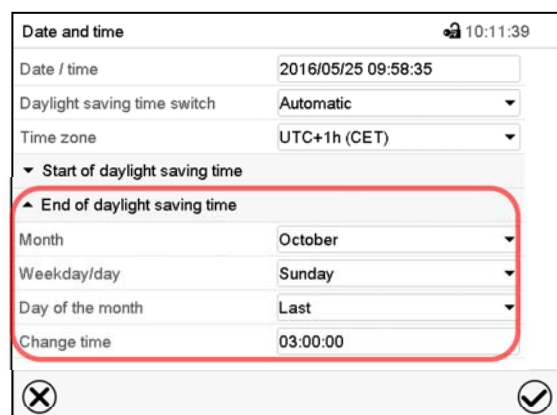 Date and time 10:11:39
Date / time 2016/05/25 09:58:35
Daylight saving time switch Automatic
Time zone UTC+1h (CET)
Start of daylight saving time
End of daylight saving time
Month October
Weekday/day Sunday
Day of the month Last
Change time 03:00:00